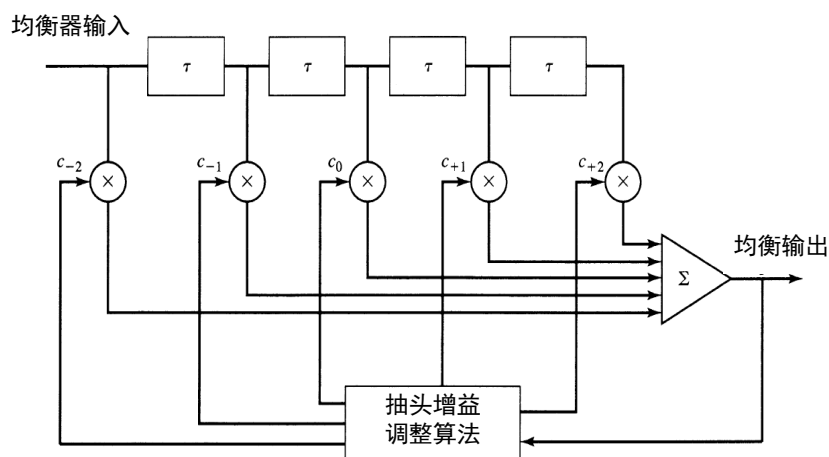 均衡器输入
τ
τ
τ
τ
c₋₂
c₋₁
c₀
c₊₁
c₊₂
×
×
×
×
×
均衡输出
Σ
抽头增益
调整算法